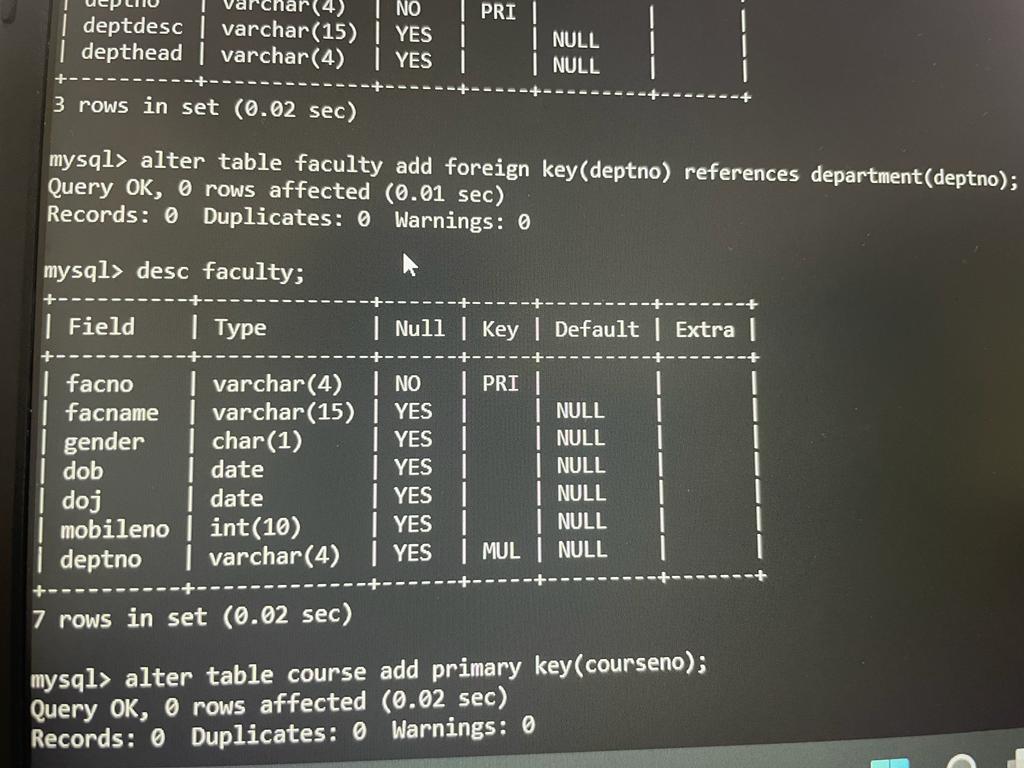 | deptno | varchar(4) | NO | PRI | | |
| deptdesc | varchar(15) | YES | | NULL | |
| depthead | varchar(4) | YES | | NULL | |
+----------+-------------+------+-----+---------+-------+
3 rows in set (0.02 sec)
mysql> alter table faculty add foreign key(deptno) references department(deptno);
Query OK, 0 rows affected (0.01 sec)
Records: 0 Duplicates: 0 Warnings: 0
mysql> desc faculty;
+----------+-------------+------+-----+---------+-------+
| Field | Type | Null | Key | Default | Extra |
+----------+-------------+------+-----+---------+-------+
| facno | varchar(4) | NO | PRI | | |
| facname | varchar(15) | YES | | NULL | |
| gender | char(1) | YES | | NULL | |
| dob | date | YES | | NULL | |
| doj | date | YES | | NULL | |
| mobileno | int(10) | YES | | NULL | |
| deptno | varchar(4) | YES | MUL | NULL | |
+----------+-------------+------+-----+---------+-------+
7 rows in set (0.02 sec)
mysql> alter table course add primary key(courseno);
Query OK, 0 rows affected (0.02 sec)
Records: 0 Duplicates: 0 Warnings: 0